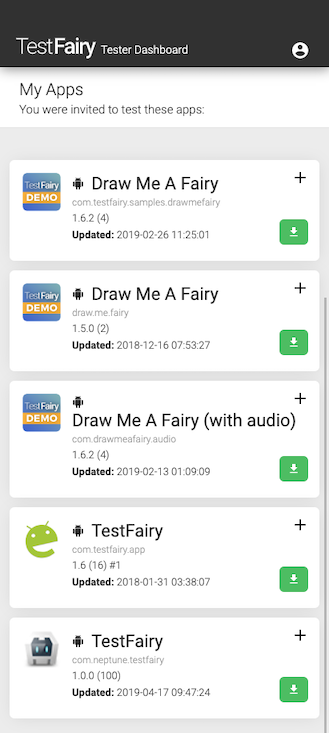 TestFairy Tester Dashboard
My Apps
You were invited to test these apps:
TestFairy
DEMO
Draw Me A Fairy
com.testfairy.samples.drawmefairy
1.6.2 (4)
Updated: 2019-02-26 11:25:01
TestFairy
DEMO
Draw Me A Fairy
draw.me.fairy
1.5.0 (2)
Updated: 2018-12-16 07:53:27
TestFairy
DEMO
Draw Me A Fairy (with audio)
com.drawmeafairy.audio
1.6.2 (4)
Updated: 2019-02-13 01:09:09
TestFairy
com.testfairy.app
1.6 (16) #1
Updated: 2018-01-31 03:38:07
TestFairy
com.neptune.testfairy
1.0.0 (100)
Updated: 2019-04-17 09:47:24